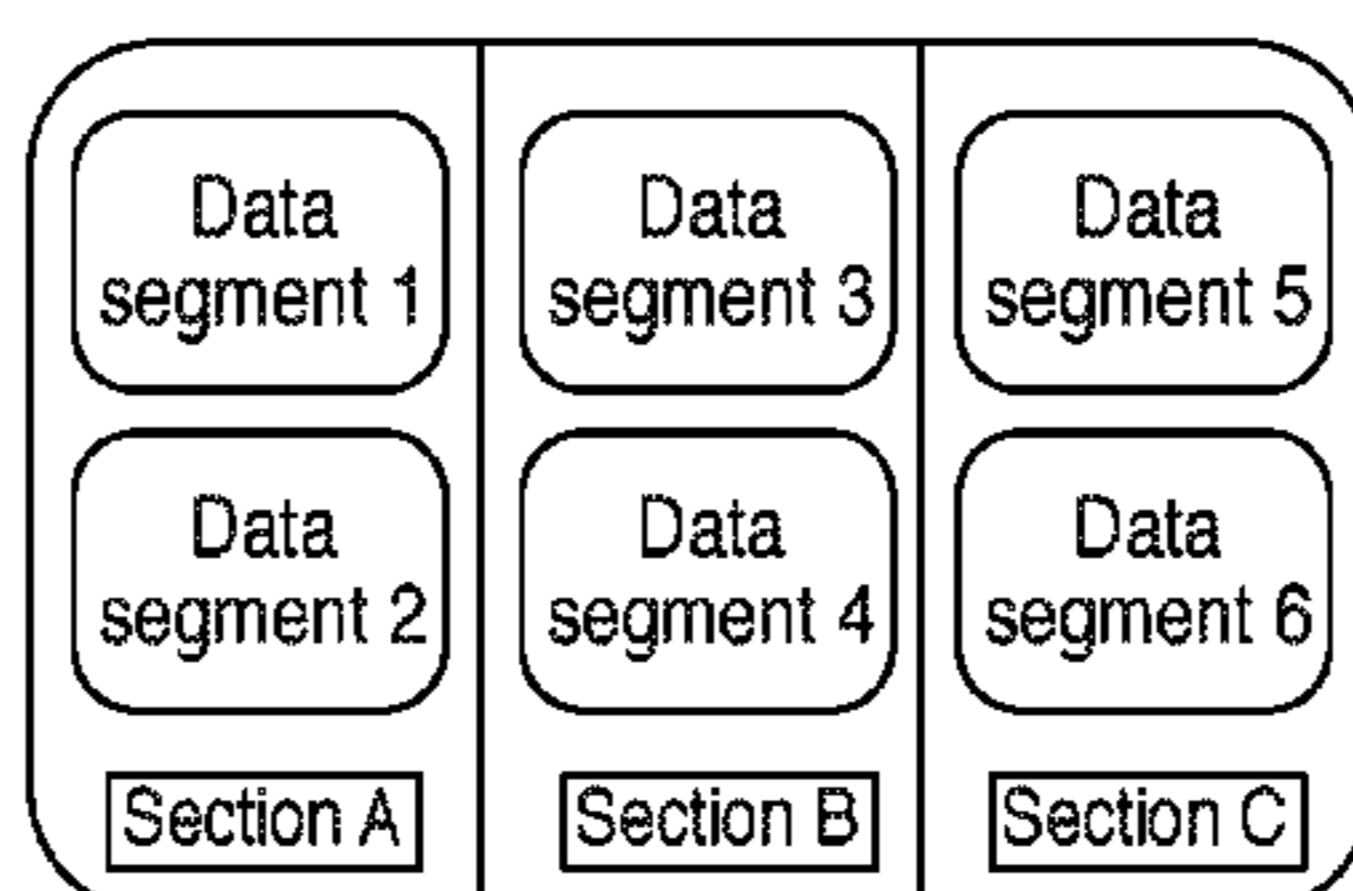 Data
segment 1
Data
segment 2
Section A
Data
segment 3
Data
segment 4
Section B
Data
segment 5
Data
segment 6
Section C